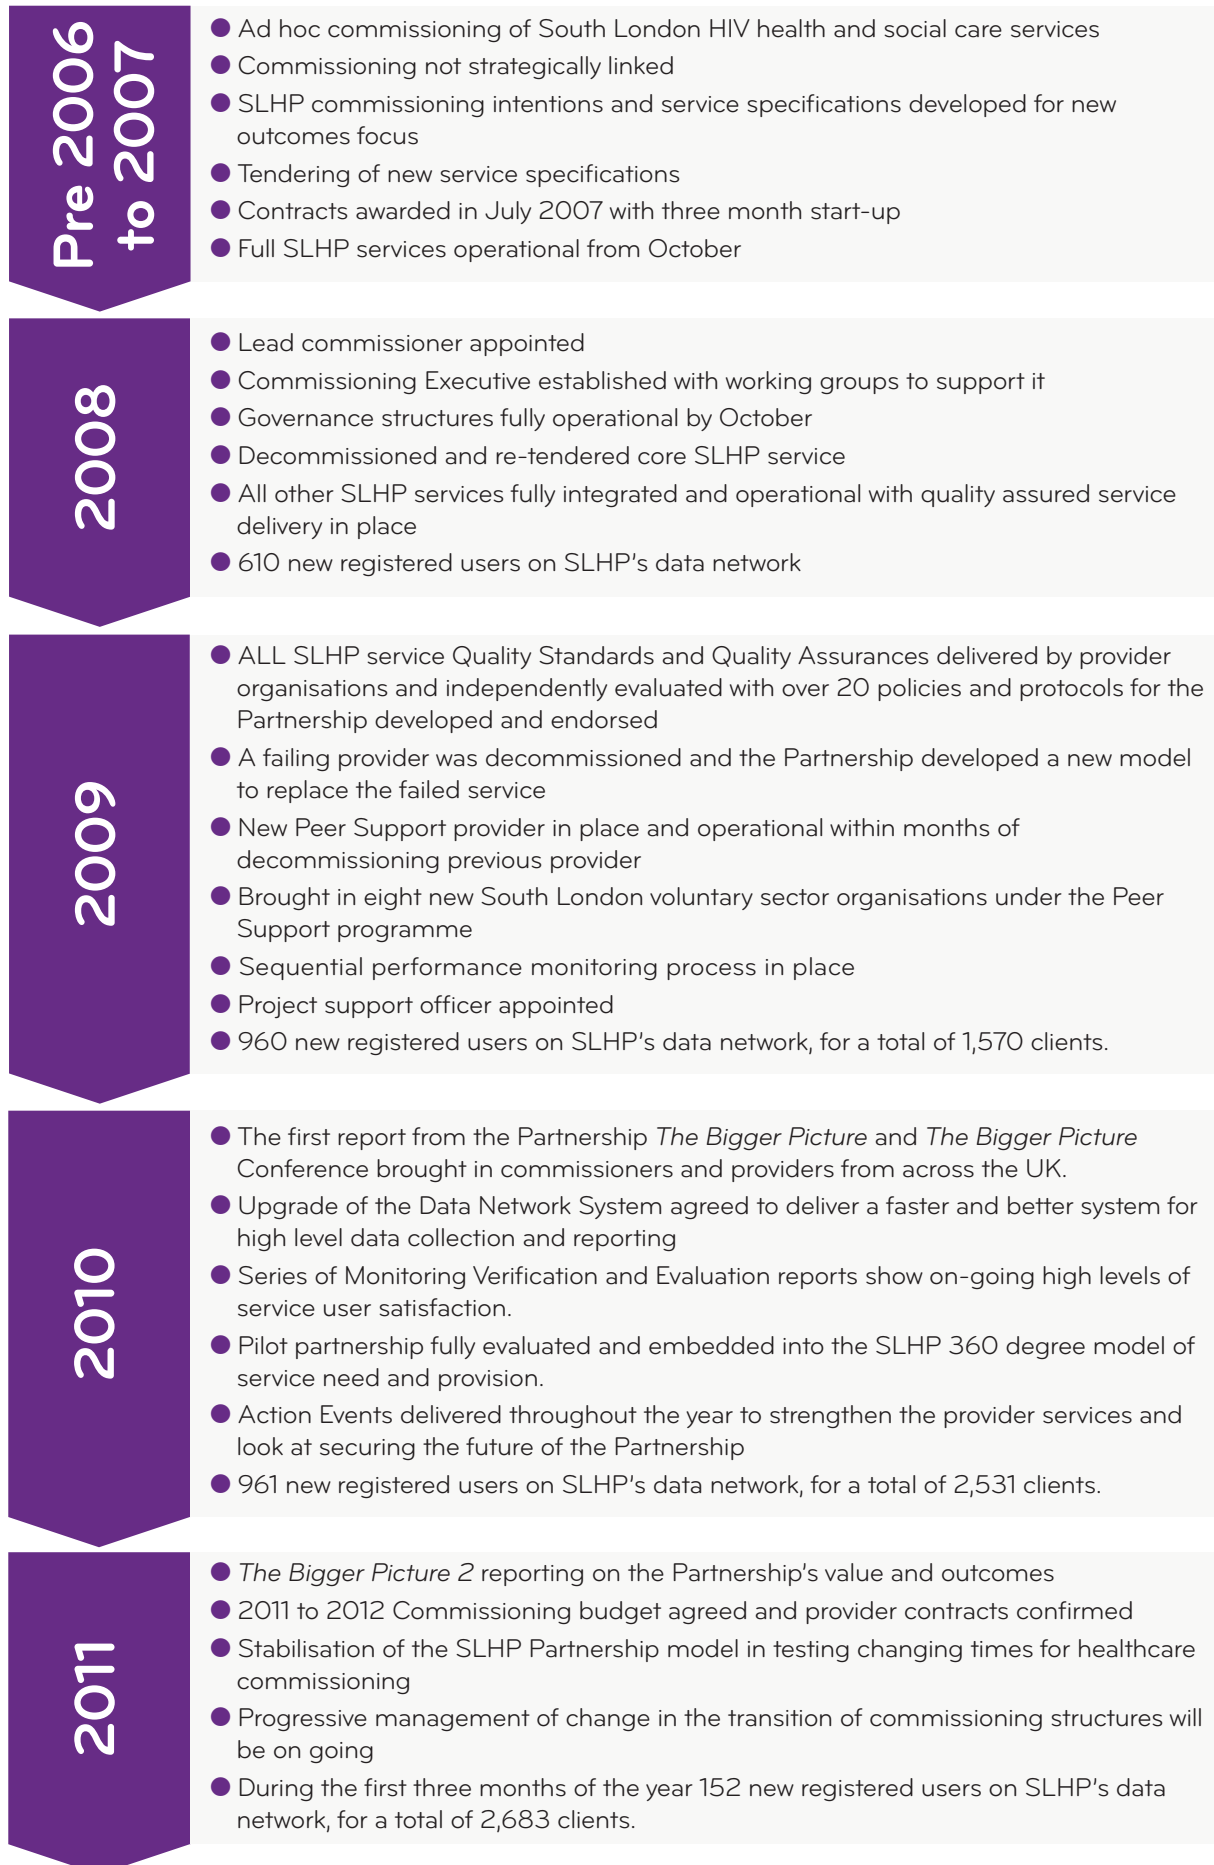 Pre 2006
to 2007
● Ad hoc commissioning of South London HIV health and social care services
● Commissioning not strategically linked
● SLHP commissioning intentions and service specifications developed for new
outcomes focus
● Tendering of new service specifications
● Contracts awarded in July 2007 with three month start-up
● Full SLHP services operational from October
2008
● Lead commissioner appointed
● Commissioning Executive established with working groups to support it
● Governance structures fully operational by October
● Decommissioned and re-tendered core SLHP service
● All other SLHP services fully integrated and operational with quality assured service
delivery in place
● 610 new registered users on SLHP's data network
2009
● ALL SLHP service Quality Standards and Quality Assurances delivered by provider
organisations and independently evaluated with over 20 policies and protocols for the
Partnership developed and endorsed
● A failing provider was decommissioned and the Partnership developed a new model
to replace the failed service
● New Peer Support provider in place and operational within months of
decommissioning previous provider
● Brought in eight new South London voluntary sector organisations under the Peer
Support programme
● Sequential performance monitoring process in place
● Project support officer appointed
● 960 new registered users on SLHP's data network, for a total of 1,570 clients.
2010
● The first report from the Partnership The Bigger Picture and The Bigger Picture
Conference brought in commissioners and providers from across the UK.
● Upgrade of the Data Network System agreed to deliver a faster and better system for
high level data collection and reporting
● Series of Monitoring Verification and Evaluation reports show on-going high levels of
service user satisfaction.
● Pilot partnership fully evaluated and embedded into the SLHP 360 degree model of
service need and provision.
● Action Events delivered throughout the year to strengthen the provider services and
look at securing the future of the Partnership
● 961 new registered users on SLHP's data network, for a total of 2,531 clients.
2011
● The Bigger Picture 2 reporting on the Partnership's value and outcomes
● 2011 to 2012 Commissioning budget agreed and provider contracts confirmed
● Stabilisation of the SLHP Partnership model in testing changing times for healthcare
commissioning
● Progressive management of change in the transition of commissioning structures will
be on going
● During the first three months of the year 152 new registered users on SLHP's data
network, for a total of 2,683 clients.